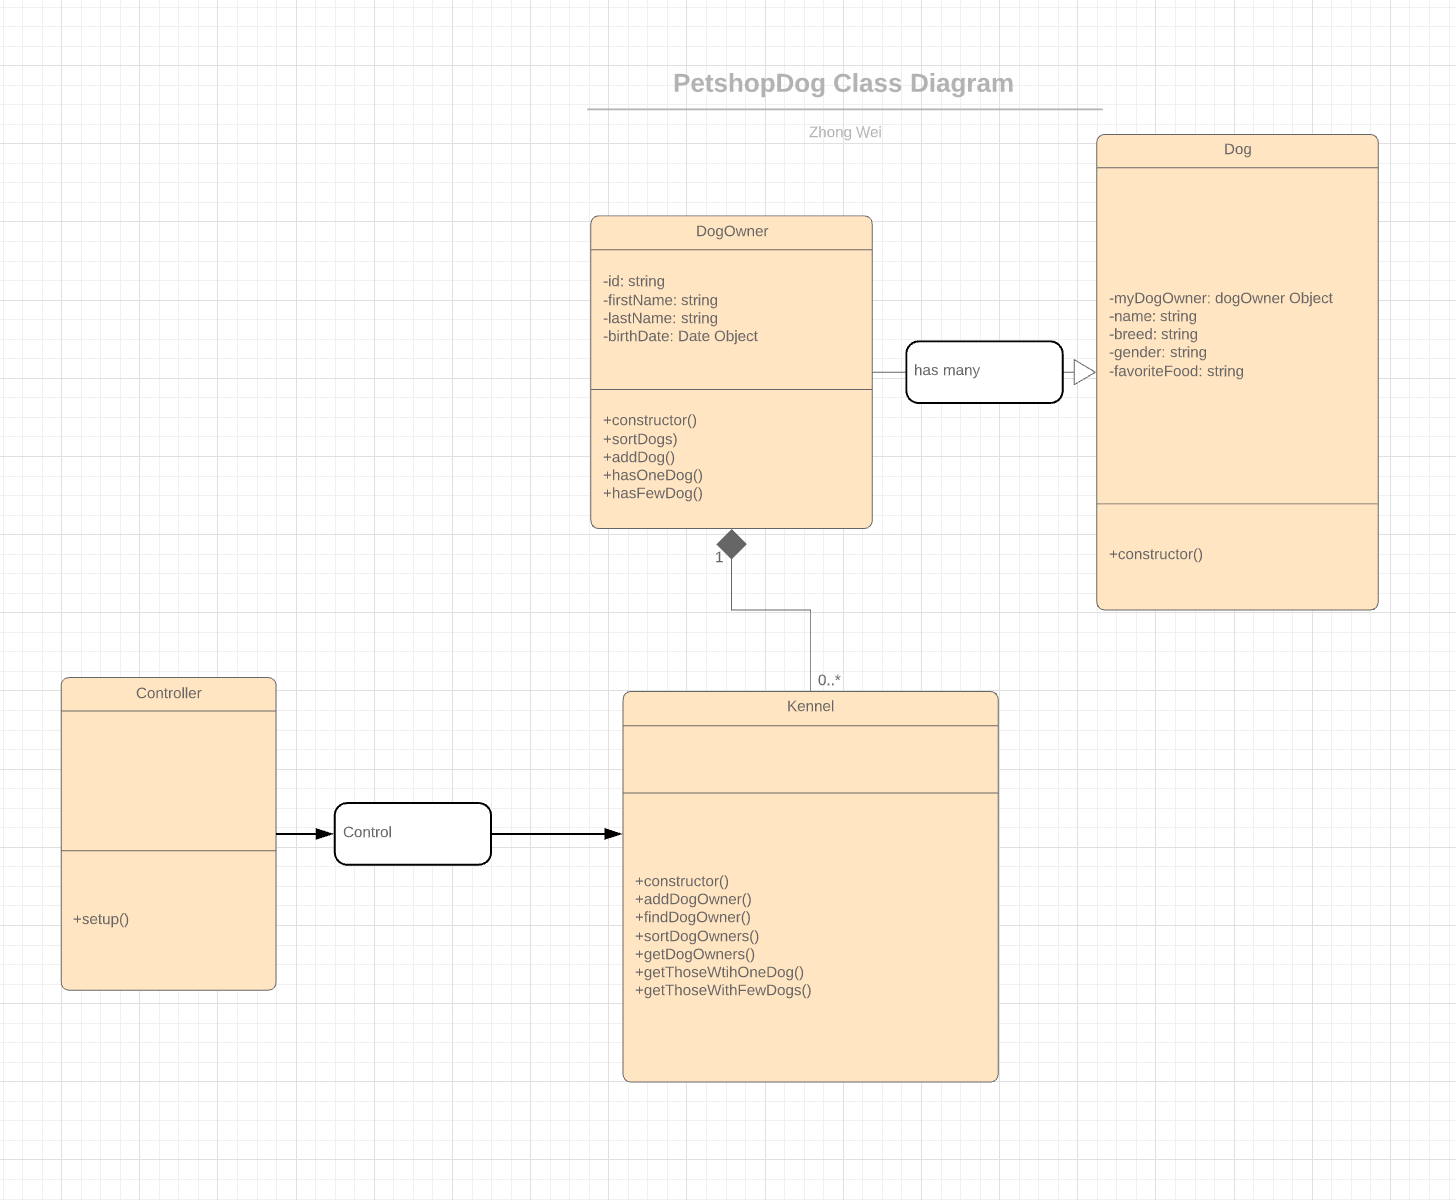 PetshopDog Class Diagram
Zhong Wei
Dog
-myDogOwner: dogOwner Object
-name: string
-breed: string
-gender: string
-favoriteFood: string
+constructor()
DogOwner
-id: string
-firstName: string
-lastName: string
-birthDate: Date Object
+constructor()
+sortDogs)
+addDog()
+hasOneDog()
+hasFewDog()
has many
1
0..*
Controller
+setup()
Control
Kennel
+constructor()
+addDogOwner()
+findDogOwner()
+sortDogOwners()
+getDogOwners()
+getThoseWtihOneDog()
+getThoseWithFewDogs()